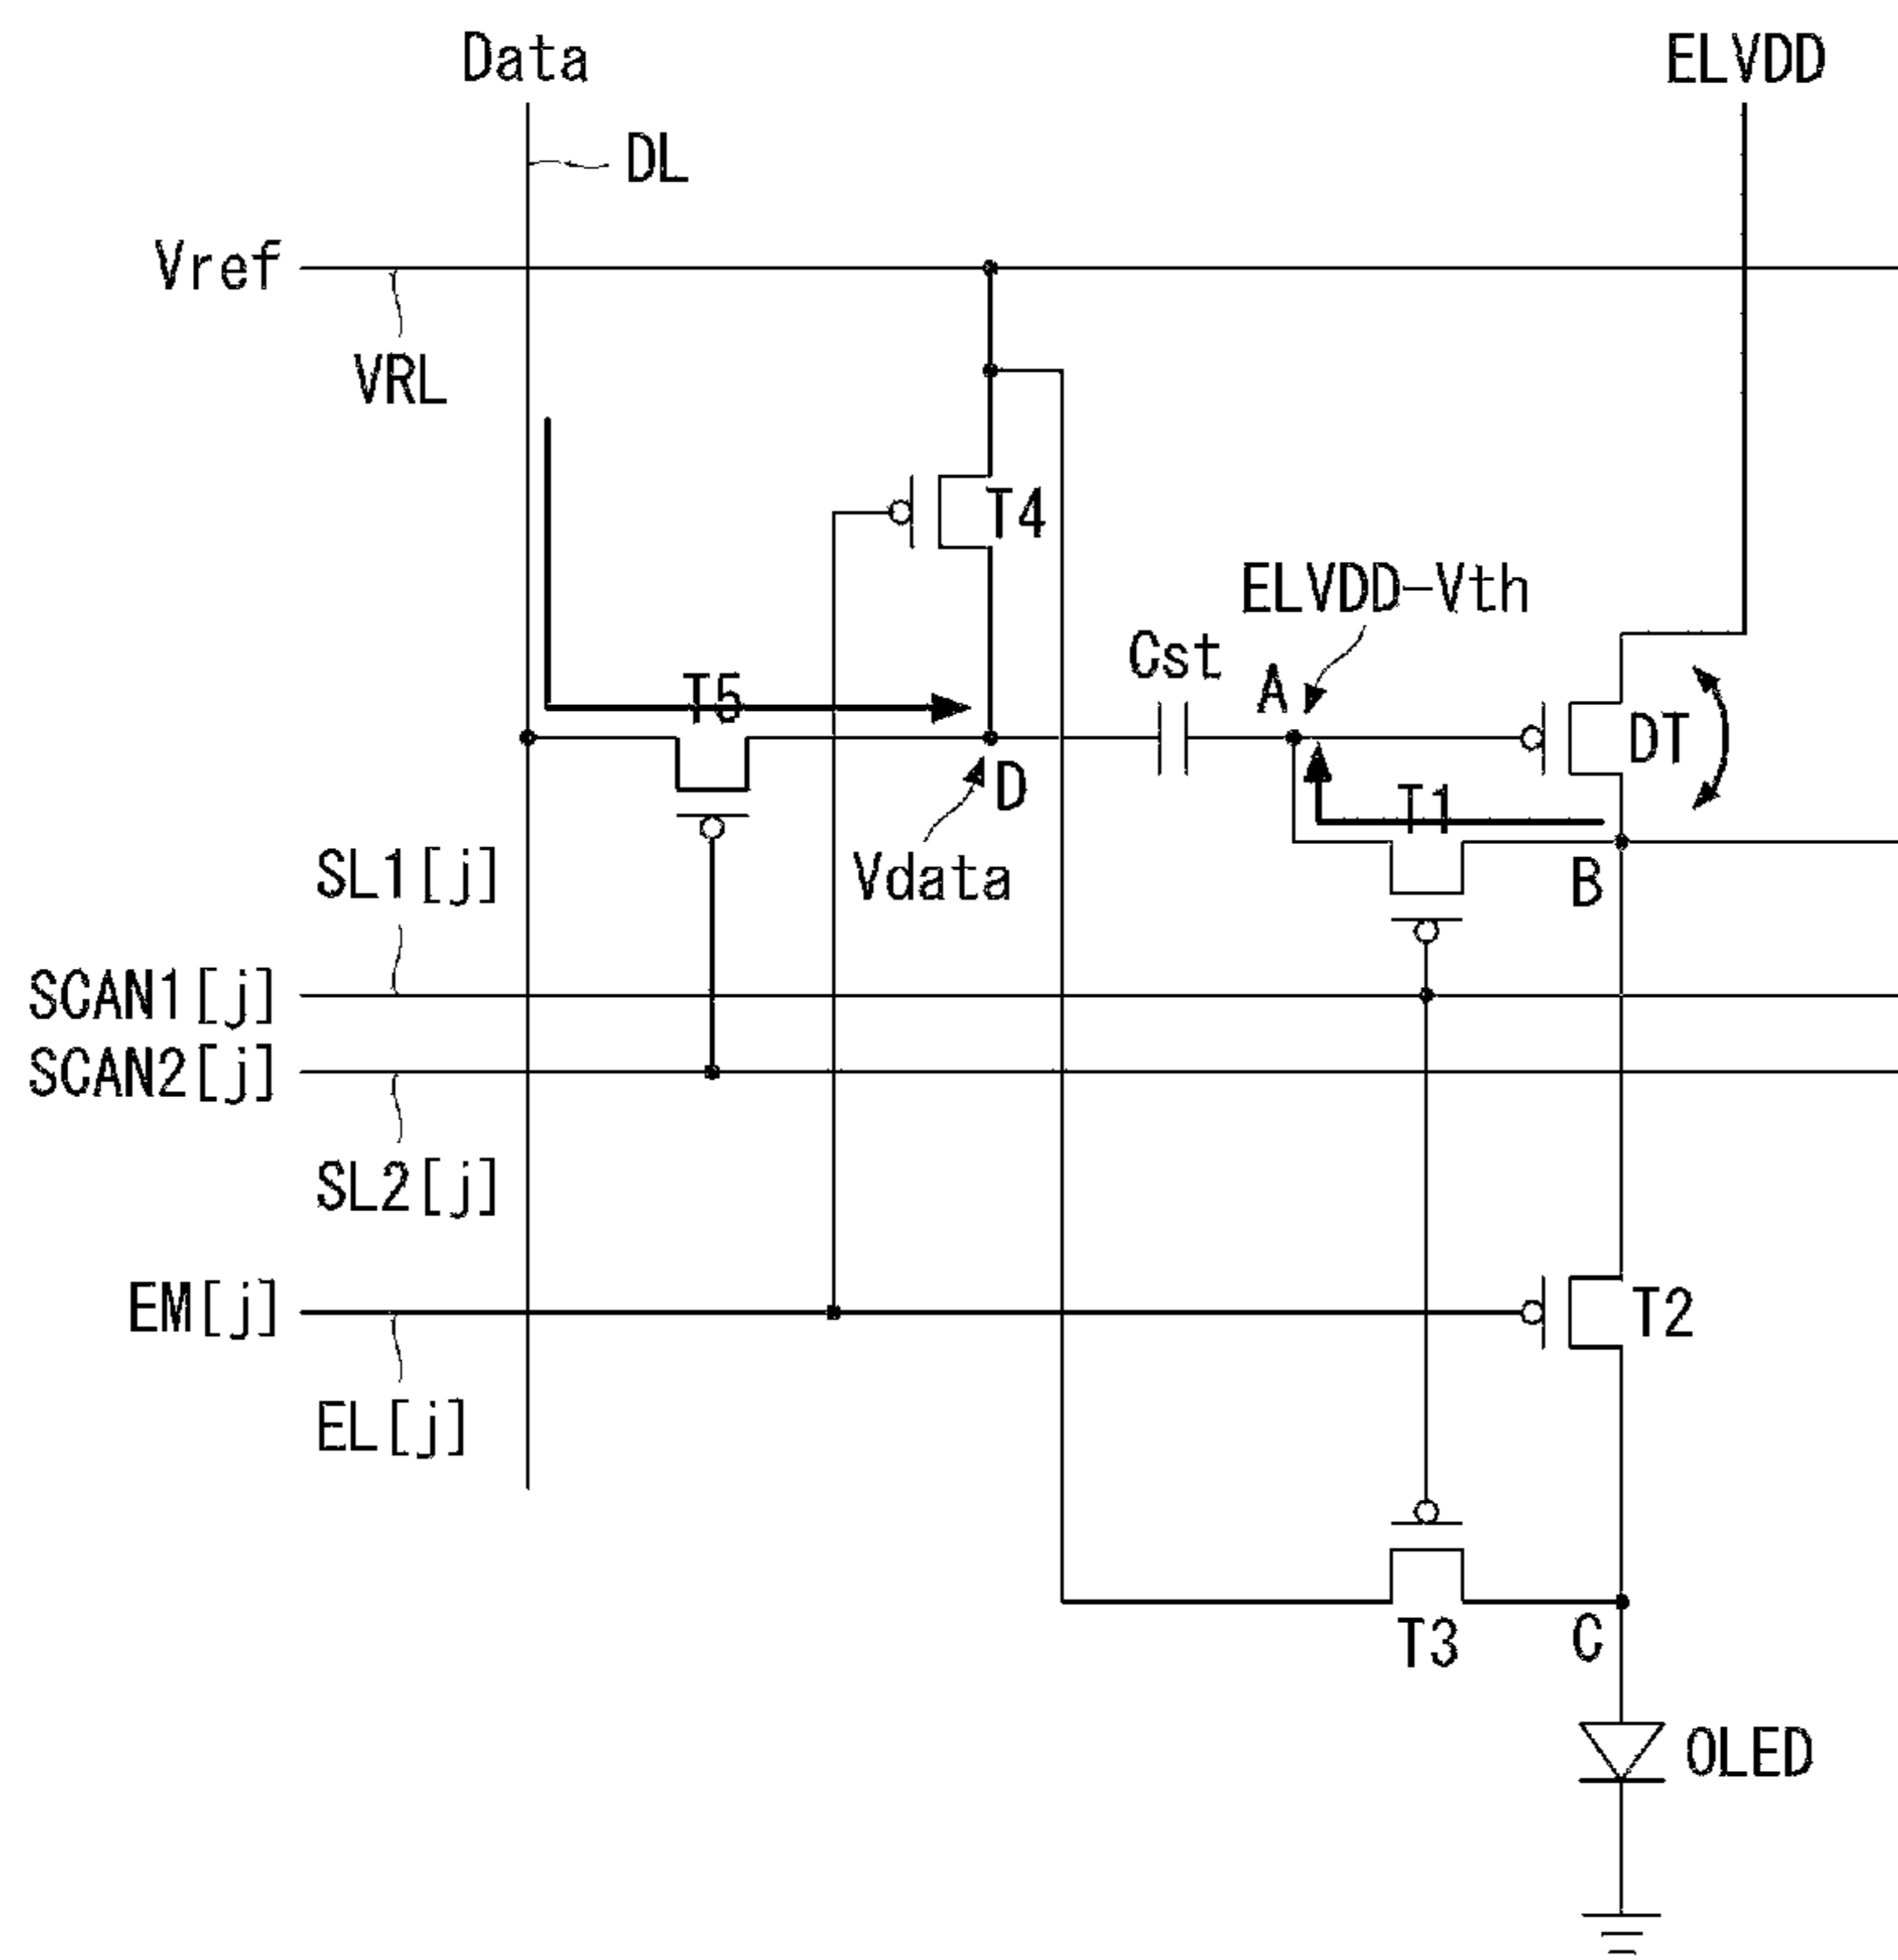 Data
ELVDD
DL
Vref
VRL
T4
ELVDD-Vth
Cst
A
T5
DT
D
T1
SL1[j]
Vdata
B
SCAN1[j]
SCAN2[j]
SL2[j]
EM[j]
T2
EL[j]
T3
C
OLED